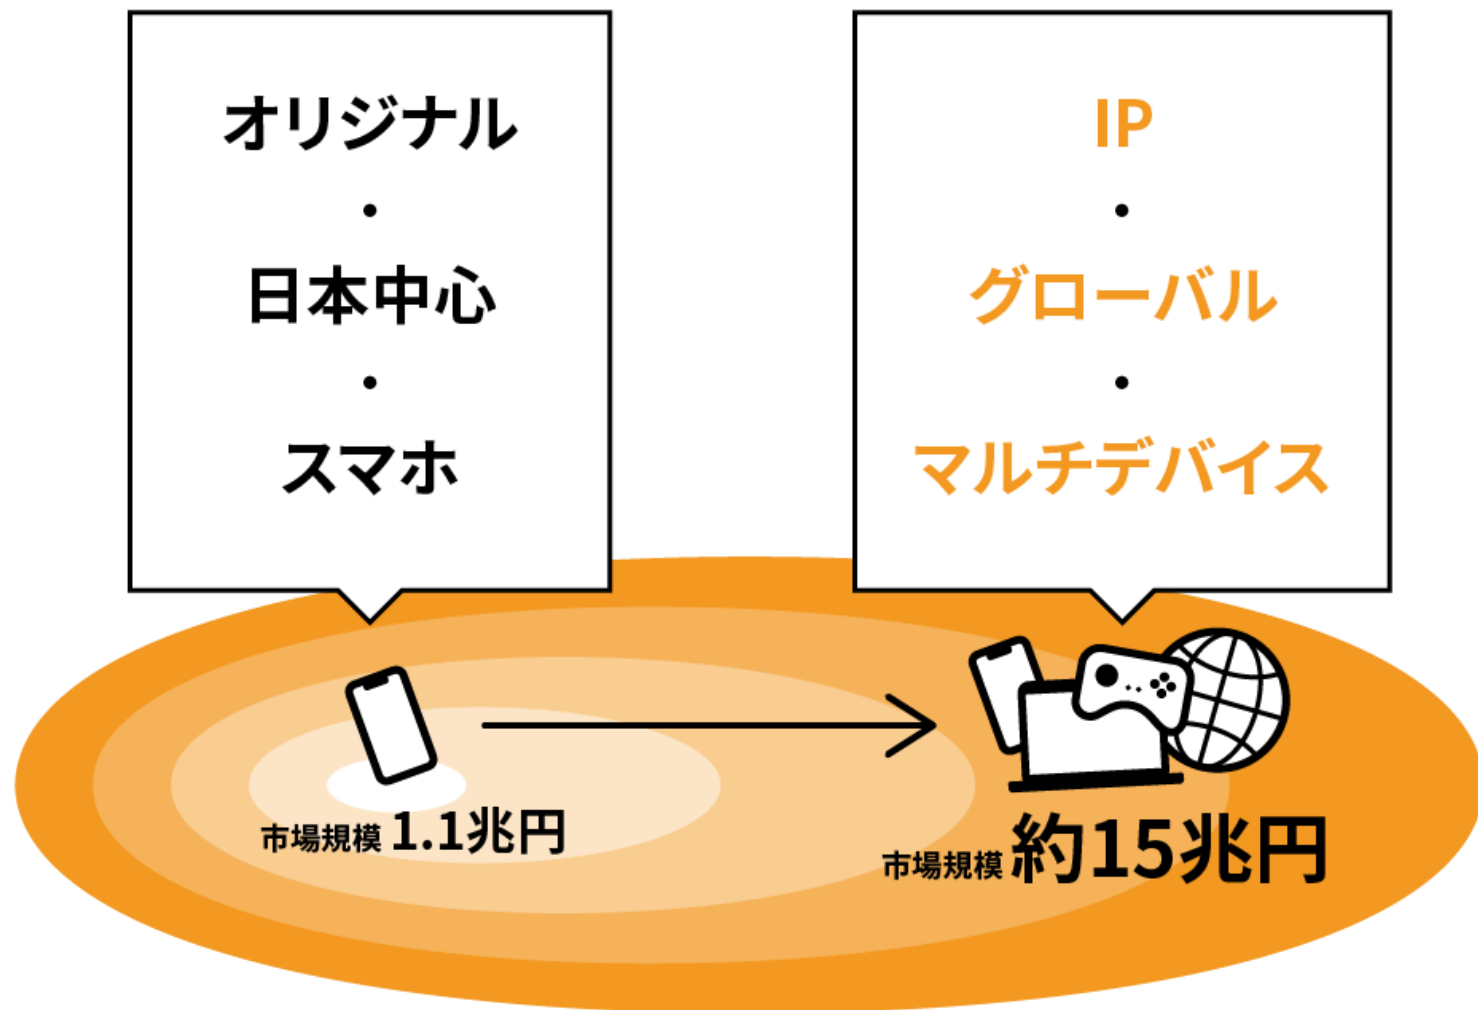 オリジナル
・
日本中心
・
スマホ
IP
・
グローバル
・
マルチデバイス
市場規模 1.1兆円
市場規模 約15兆円